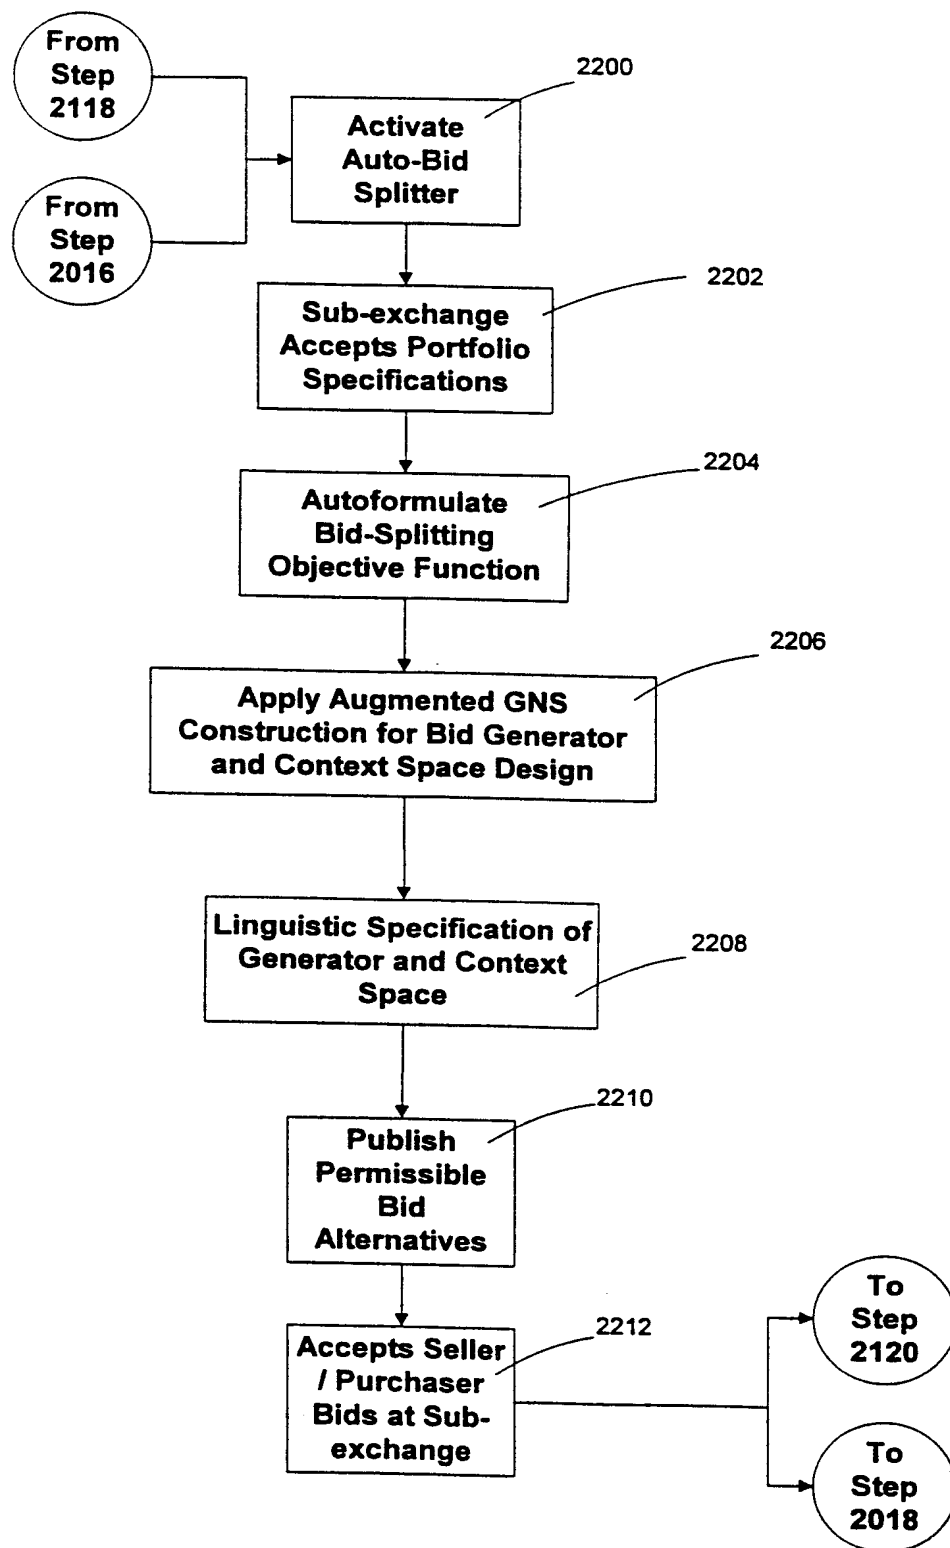 From
Step
2118
2200
Activate
Auto-Bid
Splitter
From
Step
2016
2202
Sub-exchange
Accepts Portfolio
Specifications
2204
Autoformulate
Bid-Splitting
Objective Function
2206
Apply Augmented GNS
Construction for Bid Generator
and Context Space Design
Linguistic Specification of
Generator and Context
Space
2208
2210
Publish
Permissible
Bid
Alternatives
2212
Accepts Seller
/ Purchaser
Bids at Sub-
exchange
To
Step
2120
To
Step
2018